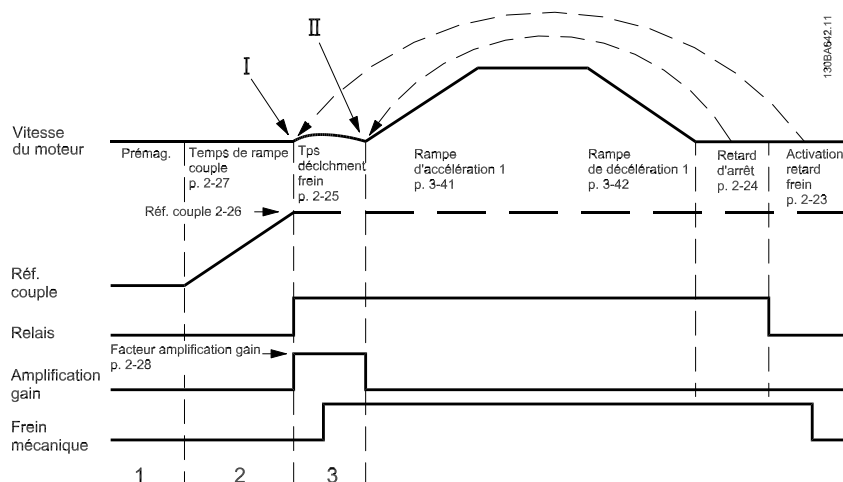 130BA642.11
I
II
Vitesse
du moteur
Prémag.
Temps de rampe
couple
p. 2-27
Tps
déclchment
frein
p. 2-25
Rampe
d'accélération 1
p. 3-41
Rampe
de décélération 1
p. 3-42
Retard
d'arrêt
p. 2-24
Activation
retard
frein
p. 2-23
Réf. couple 2-26
Réf.
couple
Relais
Facteur amplification gain
p. 2-28
Amplification
gain
Frein
mécanique
1
2
3